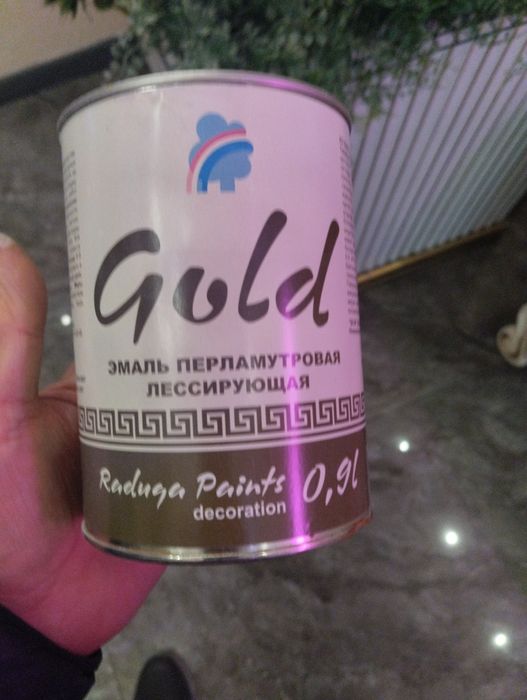 Gold
ЭМАЛЬ ПЕРЛАМУТРОВАЯ
ЛЕССИРУЮЩАЯ
Raduga Paints
decoration
0,9l